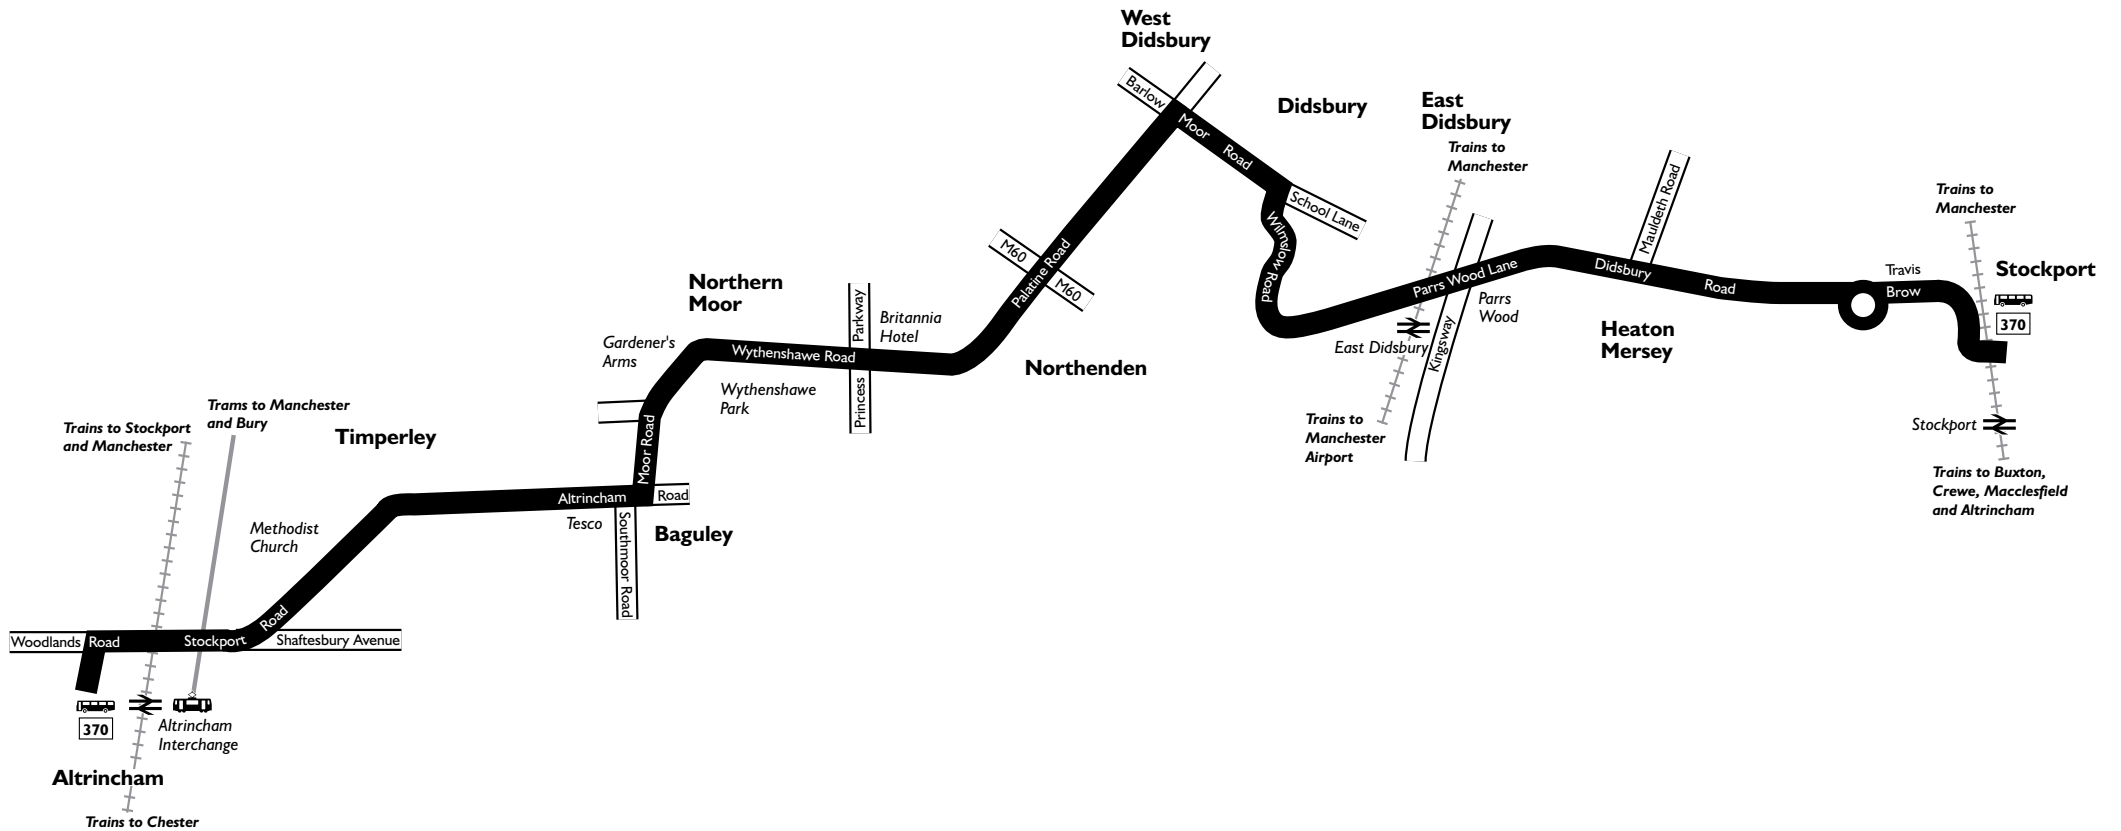 West
Didsbury
Barlow
Moor
Road
Didsbury
School Lane
East
Didsbury
Trains to
Manchester
Mauldeth Road
Trains to
Manchester
Stockport
370
Travis
Brow
Didsbury
Road
Parrs Wood Lane
Parrs
Wood
Kingsway
East Didsbury
Wilmslow Road
Heaton
Mersey
Trains to
Manchester
Airport
Stockport
Trains to Buxton,
Crewe, Macclesfield
and Altrincham
M60
M60
Palatine Road
Northenden
Northern
Moor
Parkway
Princess
Britannia
Hotel
Gardener's
Arms
Wythenshawe Road
Wythenshawe
Park
Moor Road
Altrincham
Road
Tesco
Southmoor Road
Baguley
Timperley
Trams to Manchester
and Bury
Trains to Stockport
and Manchester
Methodist
Church
Road
Woodlands
Road
Stockport
Shaftesbury Avenue
370
Altrincham
Interchange
Altrincham
Trains to Chester